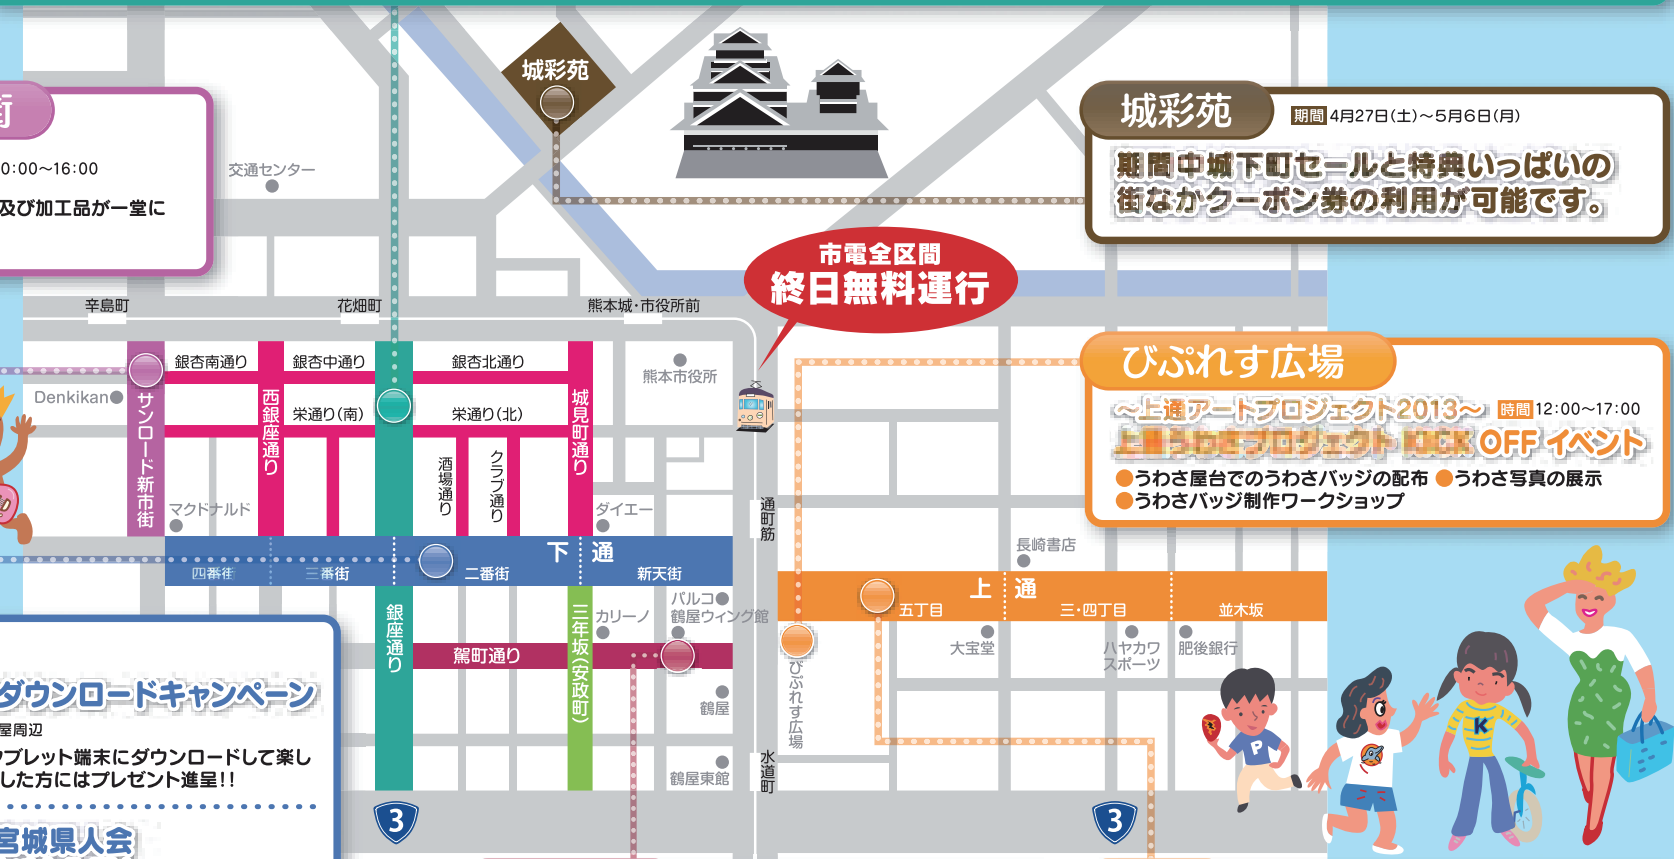 城彩苑
街
0:00～16:00
及び加工品が一堂に
交通センター
城彩苑
期間 4月27日(土)～5月6日(月)
期間中城下町セールと特典いっぱいの
街なかクーポン券の利用が可能です。
市電全区間
終日無料運行
辛島町
花畑町
熊本城・市役所前
銀杏南通り
銀杏中通り
銀杏北通り
熊本市役所
Denkikan
サンロード新市街
西銀座通り
栄通り(南)
栄通り(北)
城見町通り
酒場通り
クラブ通り
マクドナルド
ダイエー
通町筋
びぷれす広場
～上通アートプロジェクト2013～ 時間 12:00～17:00
上通うわさプロジェクト KICK OFF イベント
●うわさ屋台でのうわさバッジの配布 ●うわさ写真の展示
●うわさバッジ制作ワークショップ
下通
四番街
三番街
二番街
新天街
長崎書店
上通
五丁目
三・四丁目
並木坂
パルコ
鶴屋ウィング館
カリーノ
銀座通り
三年坂(安政町)
駕町通り
大宝堂
ハヤカワ
スポーツ
肥後銀行
びぷれす広場
鶴屋
鶴屋東館
水道町
ダウンロードキャンペーン
屋周辺
タブレット端末にダウンロードして楽し
した方にはプレゼント進呈!!
宮城県人会
3
3
P
K